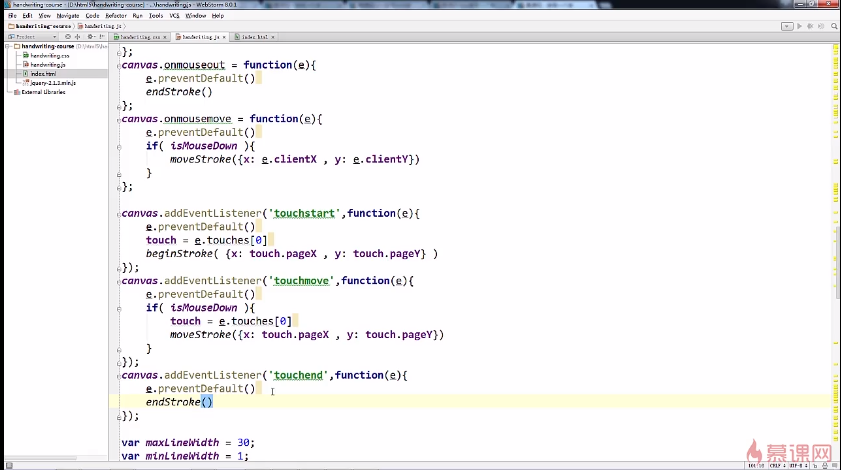 handwriting-course - [D:\html5\handwriting-course] - ...\handwriting.js - WebStorm 8.0.1
File Edit View Navigate Code Refactor Run Tools VCS Window Help
handwriting-course handwriting.js
Project
handwriting.css handwriting.js index.html
handwriting-course (D:\html5\han
handwriting.css
handwriting.js
index.html
jquery-2.1.3.min.js
External Libraries
};
canvas.onmouseout = function(e){
e.preventDefault()
endStroke()
};
canvas.onmousemove = function(e){
e.preventDefault()
if( isMouseDown ){
moveStroke({x: e.clientX , y: e.clientY})
}
};
canvas.addEventListener('touchstart',function(e){
e.preventDefault()
touch = e.touches[0]
beginStroke( {x: touch.pageX , y: touch.pageY} )
});
canvas.addEventListener('touchmove',function(e){
e.preventDefault()
if( isMouseDown ){
touch = e.touches[0]
moveStroke({x: touch.pageX , y: touch.pageY})
}
});
canvas.addEventListener('touchend',function(e){
e.preventDefault()
endStroke()
});
var maxLineWidth = 30;
var minLineWidth = 1;
慕课网
101:16 CRLF UTF-8